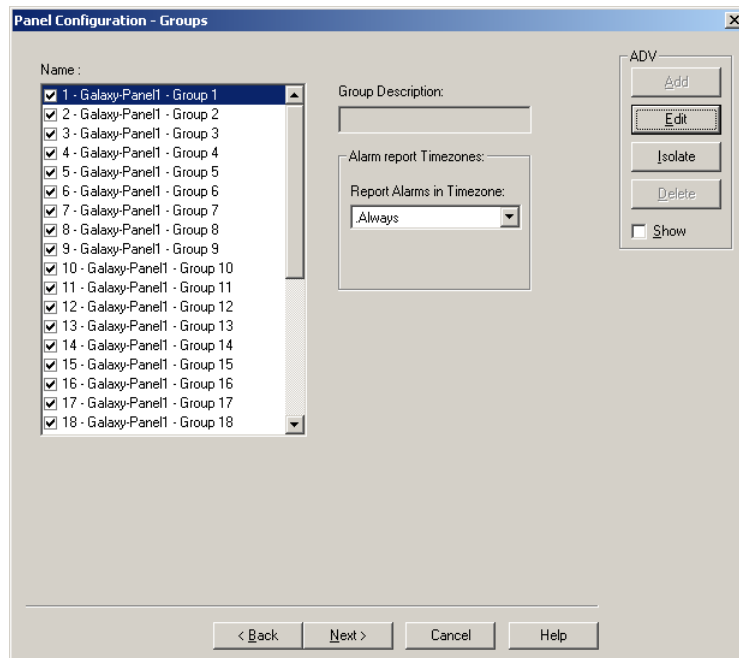 Panel Configuration - Groups
Name :
1 - Galaxy-Panel1 - Group 1
2 - Galaxy-Panel1 - Group 2
3 - Galaxy-Panel1 - Group 3
4 - Galaxy-Panel1 - Group 4
5 - Galaxy-Panel1 - Group 5
6 - Galaxy-Panel1 - Group 6
7 - Galaxy-Panel1 - Group 7
8 - Galaxy-Panel1 - Group 8
9 - Galaxy-Panel1 - Group 9
10 - Galaxy-Panel1 - Group 10
11 - Galaxy-Panel1 - Group 11
12 - Galaxy-Panel1 - Group 12
13 - Galaxy-Panel1 - Group 13
14 - Galaxy-Panel1 - Group 14
15 - Galaxy-Panel1 - Group 15
16 - Galaxy-Panel1 - Group 16
17 - Galaxy-Panel1 - Group 17
18 - Galaxy-Panel1 - Group 18
Group Description:
Alarm report Timezones:
Report Alarms in Timezone:
.Always
ADV
Add
Edit
Isolate
Delete
Show
< Back
Next >
Cancel
Help